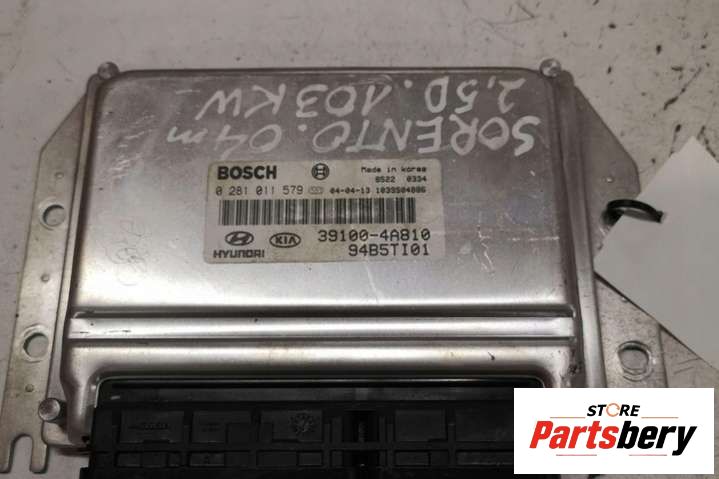 SORENTO. 04m
2,5D. 103KW
BOSCH Made in korea
8522 0334
0 281 011 579 04-04-13 1039S04886
39100-4A810
HYUNDAI KIA 94B5TI01
STORE
Partsbery